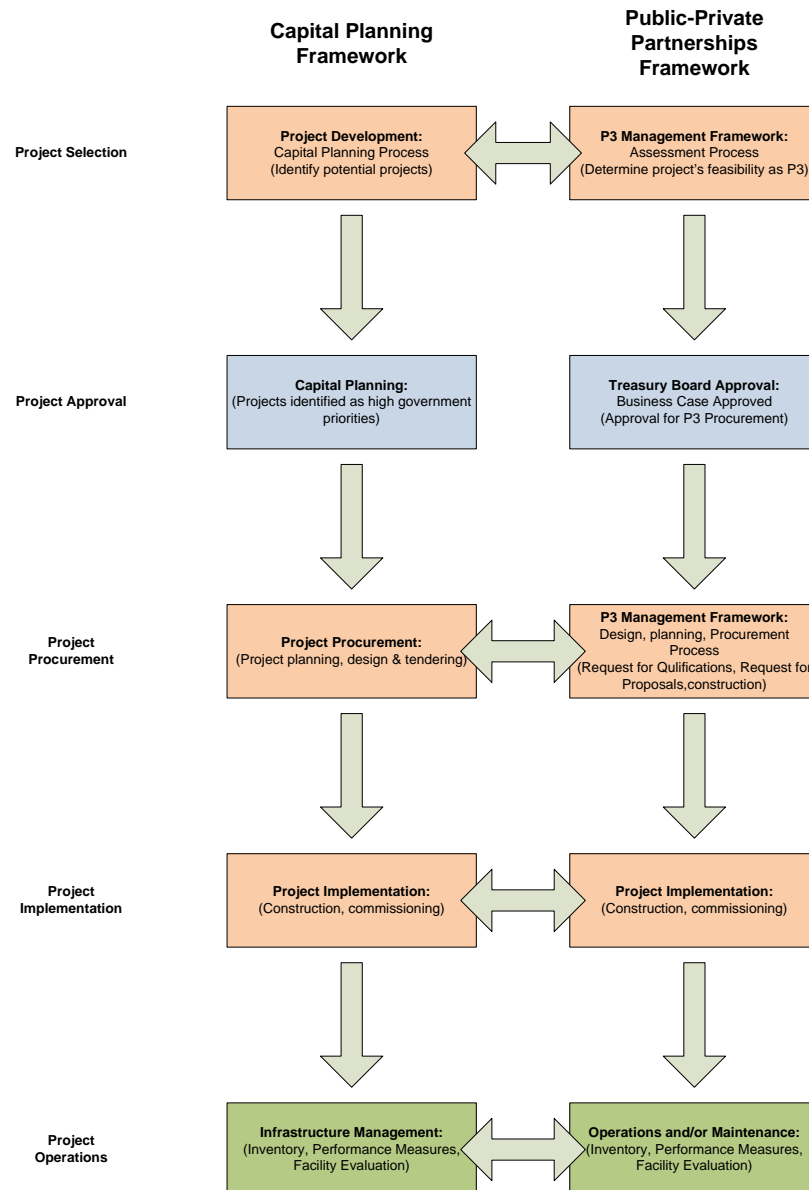 Capital Planning
Framework
Public-Private
Partnerships
Framework
Project Selection
Project Development:
Capital Planning Process
(Identify potential projects)
P3 Management Framework:
Assessment Process
(Determine project's feasibility as P3)
Project Approval
Capital Planning:
(Projects identified as high government
priorities)
Treasury Board Approval:
Business Case Approved
(Approval for P3 Procurement)
Project
Procurement
Project Procurement:
(Project planning, design & tendering)
P3 Management Framework:
Design, planning, Procurement
Process
(Request for Qulifications, Request for
Proposals,construction)
Project
Implementation
Project Implementation:
(Construction, commissioning)
Project Implementation:
(Construction, commissioning)
Project
Operations
Infrastructure Management:
(Inventory, Performance Measures,
Facility Evaluation)
Operations and/or Maintenance:
(Inventory, Performance Measures,
Facility Evaluation)